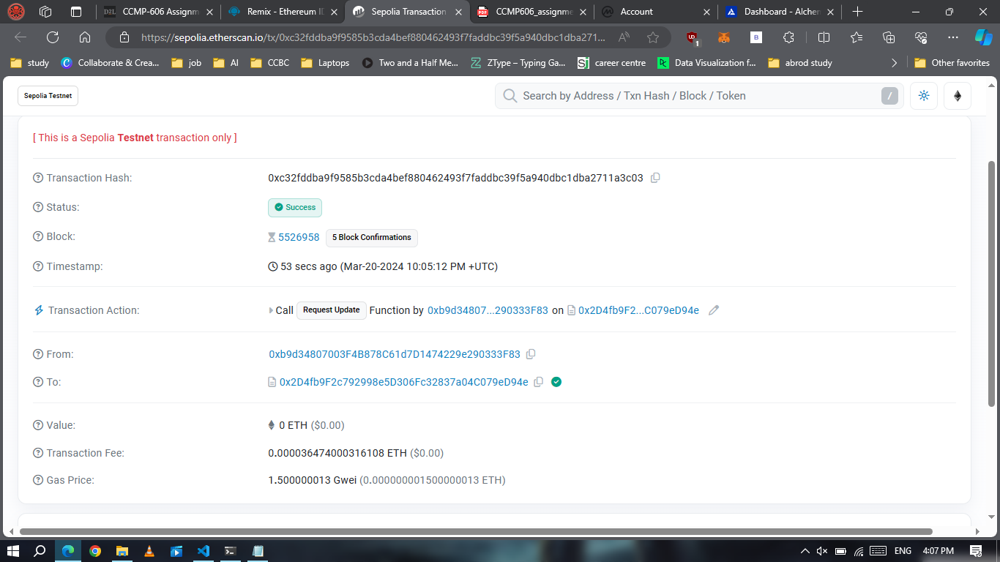 CCMP-606 Assignm
Remix - Ethereum I
Sepolia Transaction
CCMP606_assignme
Account
Dashboard - Alchem
https://sepolia.etherscan.io/tx/0xc32fddba9f9585b3cda4bef880462493f7faddbc39f5a940dbc1dba271...
study
Collaborate & Crea...
job
AI
CCBC
Laptops
Two and a Half Me...
ZType – Typing Ga...
career centre
Data Visualization f...
abrod study
Other favorites
Sepolia Testnet
Search by Address / Txn Hash / Block / Token
/
[ This is a Sepolia Testnet transaction only ]
Transaction Hash: 0xc32fddba9f9585b3cda4bef880462493f7faddbc39f5a940dbc1dba2711a3c03
Status: Success
Block: 5526958 5 Block Confirmations
Timestamp: 53 secs ago (Mar-20-2024 10:05:12 PM +UTC)
Transaction Action: Call Request Update Function by 0xb9d34807...290333F83 on 0x2D4fb9F2...C079eD94e
From: 0xb9d34807003F4B878C61d7D1474229e290333F83
To: 0x2D4fb9F2c792998e5D306Fc32837a04C079eD94e
Value: 0 ETH ($0.00)
Transaction Fee: 0.000036474000316108 ETH ($0.00)
Gas Price: 1.500000013 Gwei (0.000000001500000013 ETH)
ENG
4:07 PM